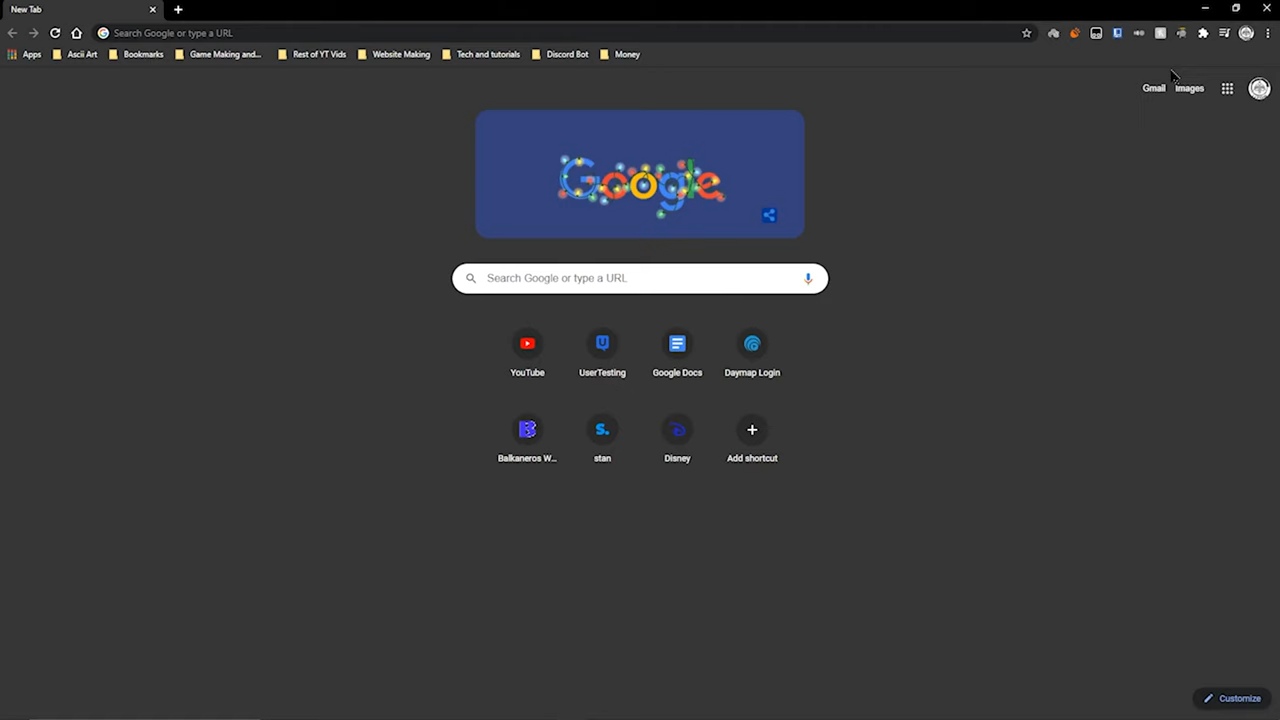 New Tab
Search Google or type a URL
Apps Ascii Art Bookmarks Game Making and... Rest of YT Vids Website Making Tech and tutorials Discord Bot Money
Gmail Images
Google
Search Google or type a URL
YouTube UserTesting Google Docs Daymap Login
Balkaneros W... stan Disney Add shortcut
Customize